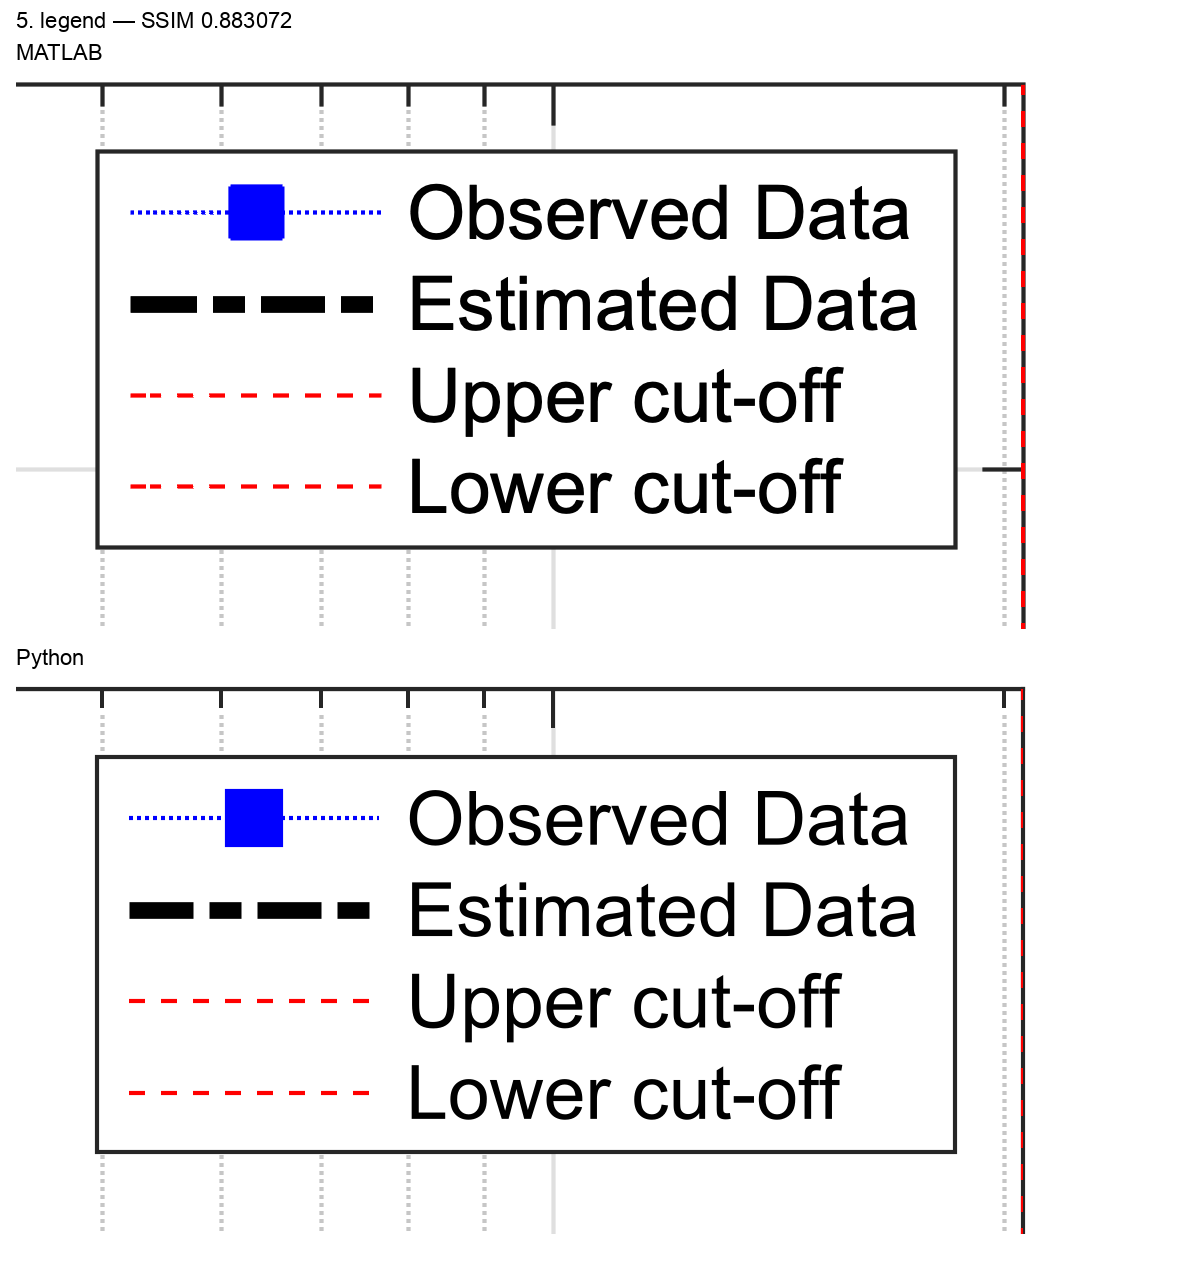 5. legend — SSIM 0.883072
MATLAB
Observed Data
Estimated Data
Upper cut-off
Lower cut-off
Python
Observed Data
Estimated Data
Upper cut-off
Lower cut-off